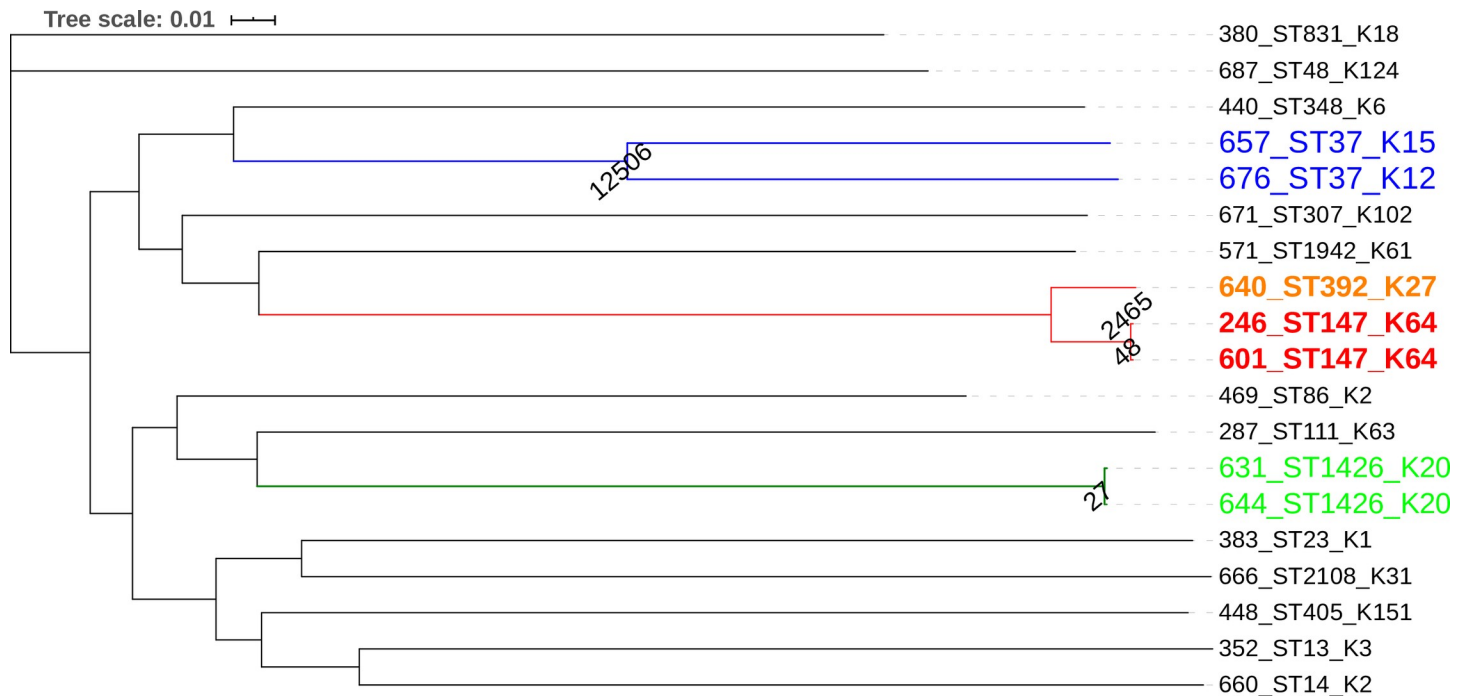 Tree scale: 0.01
380_ST831_K18
687_ST48_K124
440_ST348_K6
657_ST37_K15
12506
676_ST37_K12
671_ST307_K102
571_ST1942_K61
640_ST392_K27
2465
246_ST147_K64
48
601_ST147_K64
469_ST86_K2
287_ST111_K63
631_ST1426_K20
27
644_ST1426_K20
383_ST23_K1
666_ST2108_K31
448_ST405_K151
352_ST13_K3
660_ST14_K2